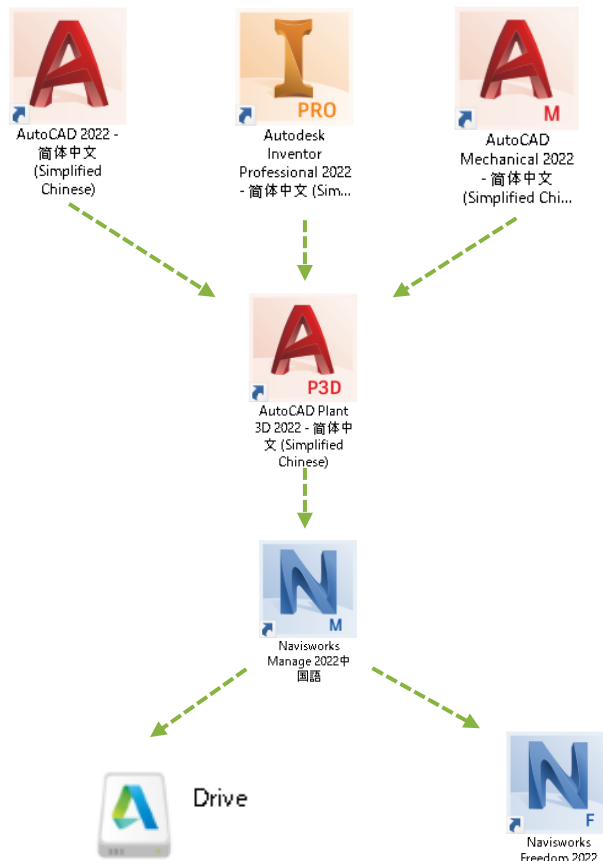 AutoCAD 2022 -
简体中文
(Simplified
Chinese)
PRO
Autodesk
Inventor
Professional 2022
- 简体中文 (Sim...
M
AutoCAD
Mechanical 2022
- 简体中文
(Simplified Chi...
P3D
AutoCAD Plant
3D 2022 - 简体中
文 (Simplified
Chinese)
M
Navisworks
Manage 2022中
国語
Drive
F
Navisworks
Freedom 2022